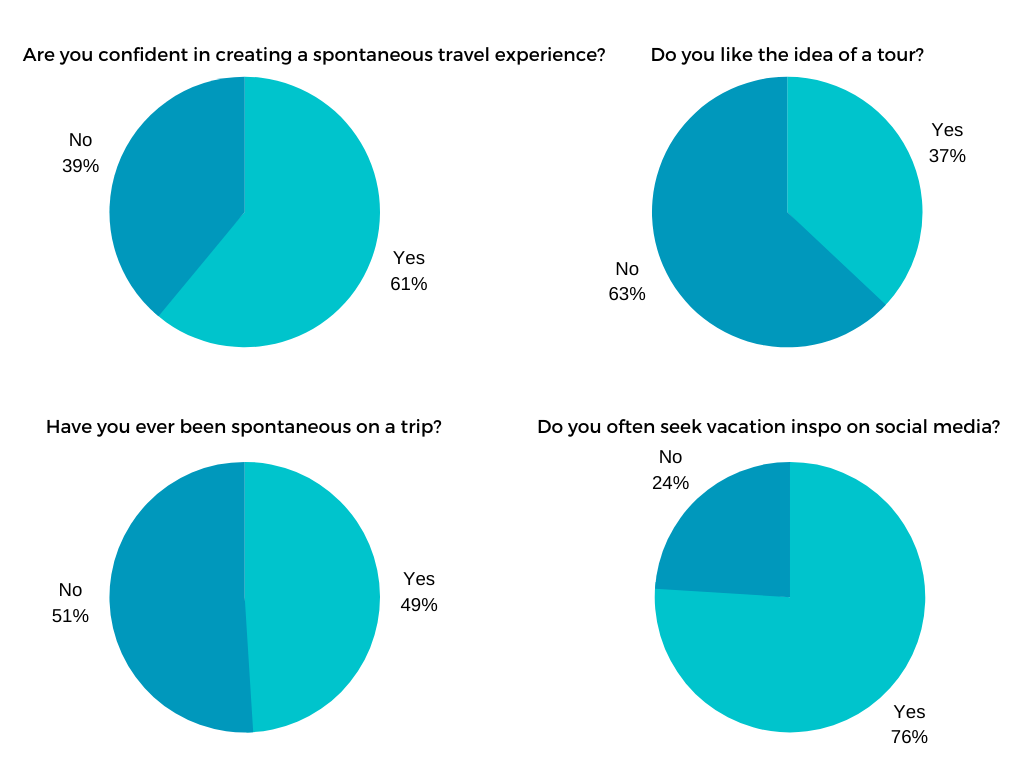 Are you confident in creating a spontaneous travel experience?
No
39%
Yes
61%
Do you like the idea of a tour?
Yes
37%
No
63%
Have you ever been spontaneous on a trip?
No
51%
Yes
49%
Do you often seek vacation inspo on social media?
No
24%
Yes
76%